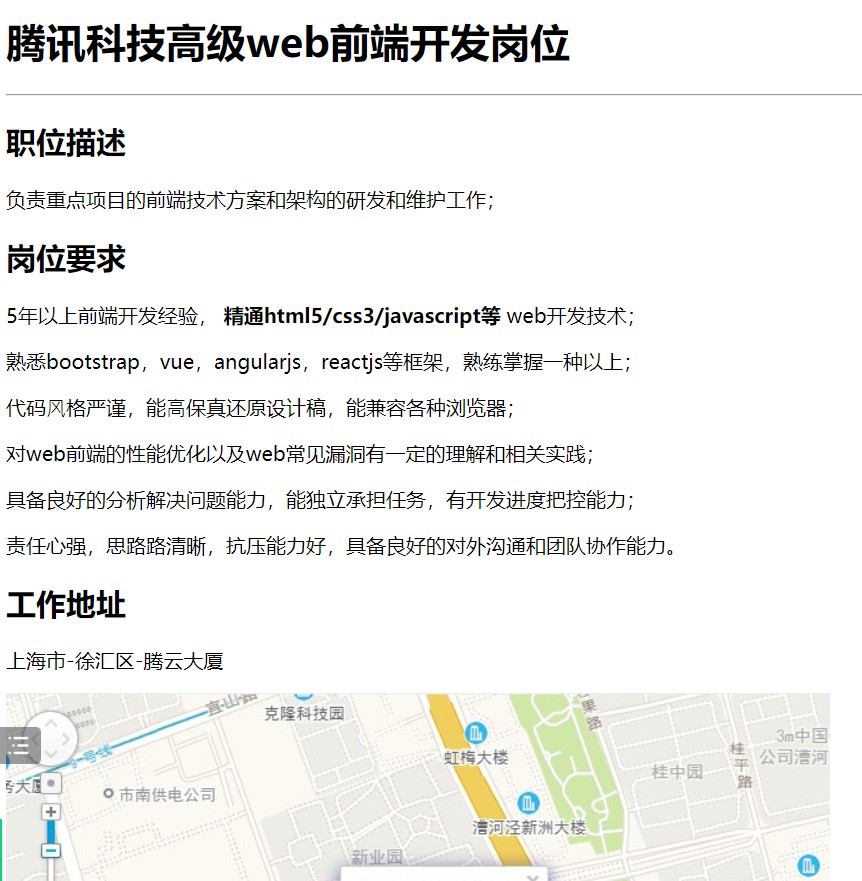 腾讯科技高级web前端开发岗位
职位描述
负责重点项目的前端技术方案和架构的研发和维护工作；
岗位要求
5年以上前端开发经验， 精通html5/css3/javascript等 web开发技术；
熟悉bootstrap，vue，angularjs，reactjs等框架，熟练掌握一种以上；
代码风格严谨，能高保真还原设计稿，能兼容各种浏览器；
对web前端的性能优化以及web常见漏洞有一定的理解和相关实践；
具备良好的分析解决问题能力，能独立承担任务，有开发进度把控能力；
责任心强，思路路清晰，抗压能力好，具备良好的对外沟通和团队协作能力。
工作地址
上海市-徐汇区-腾云大厦
宜山路
克隆科技园
果路
9号线
虹梅大楼
桂平路
3m中国
公司漕河
桂中园
务大厦
市南供电公司
漕河泾新洲大楼
新业园